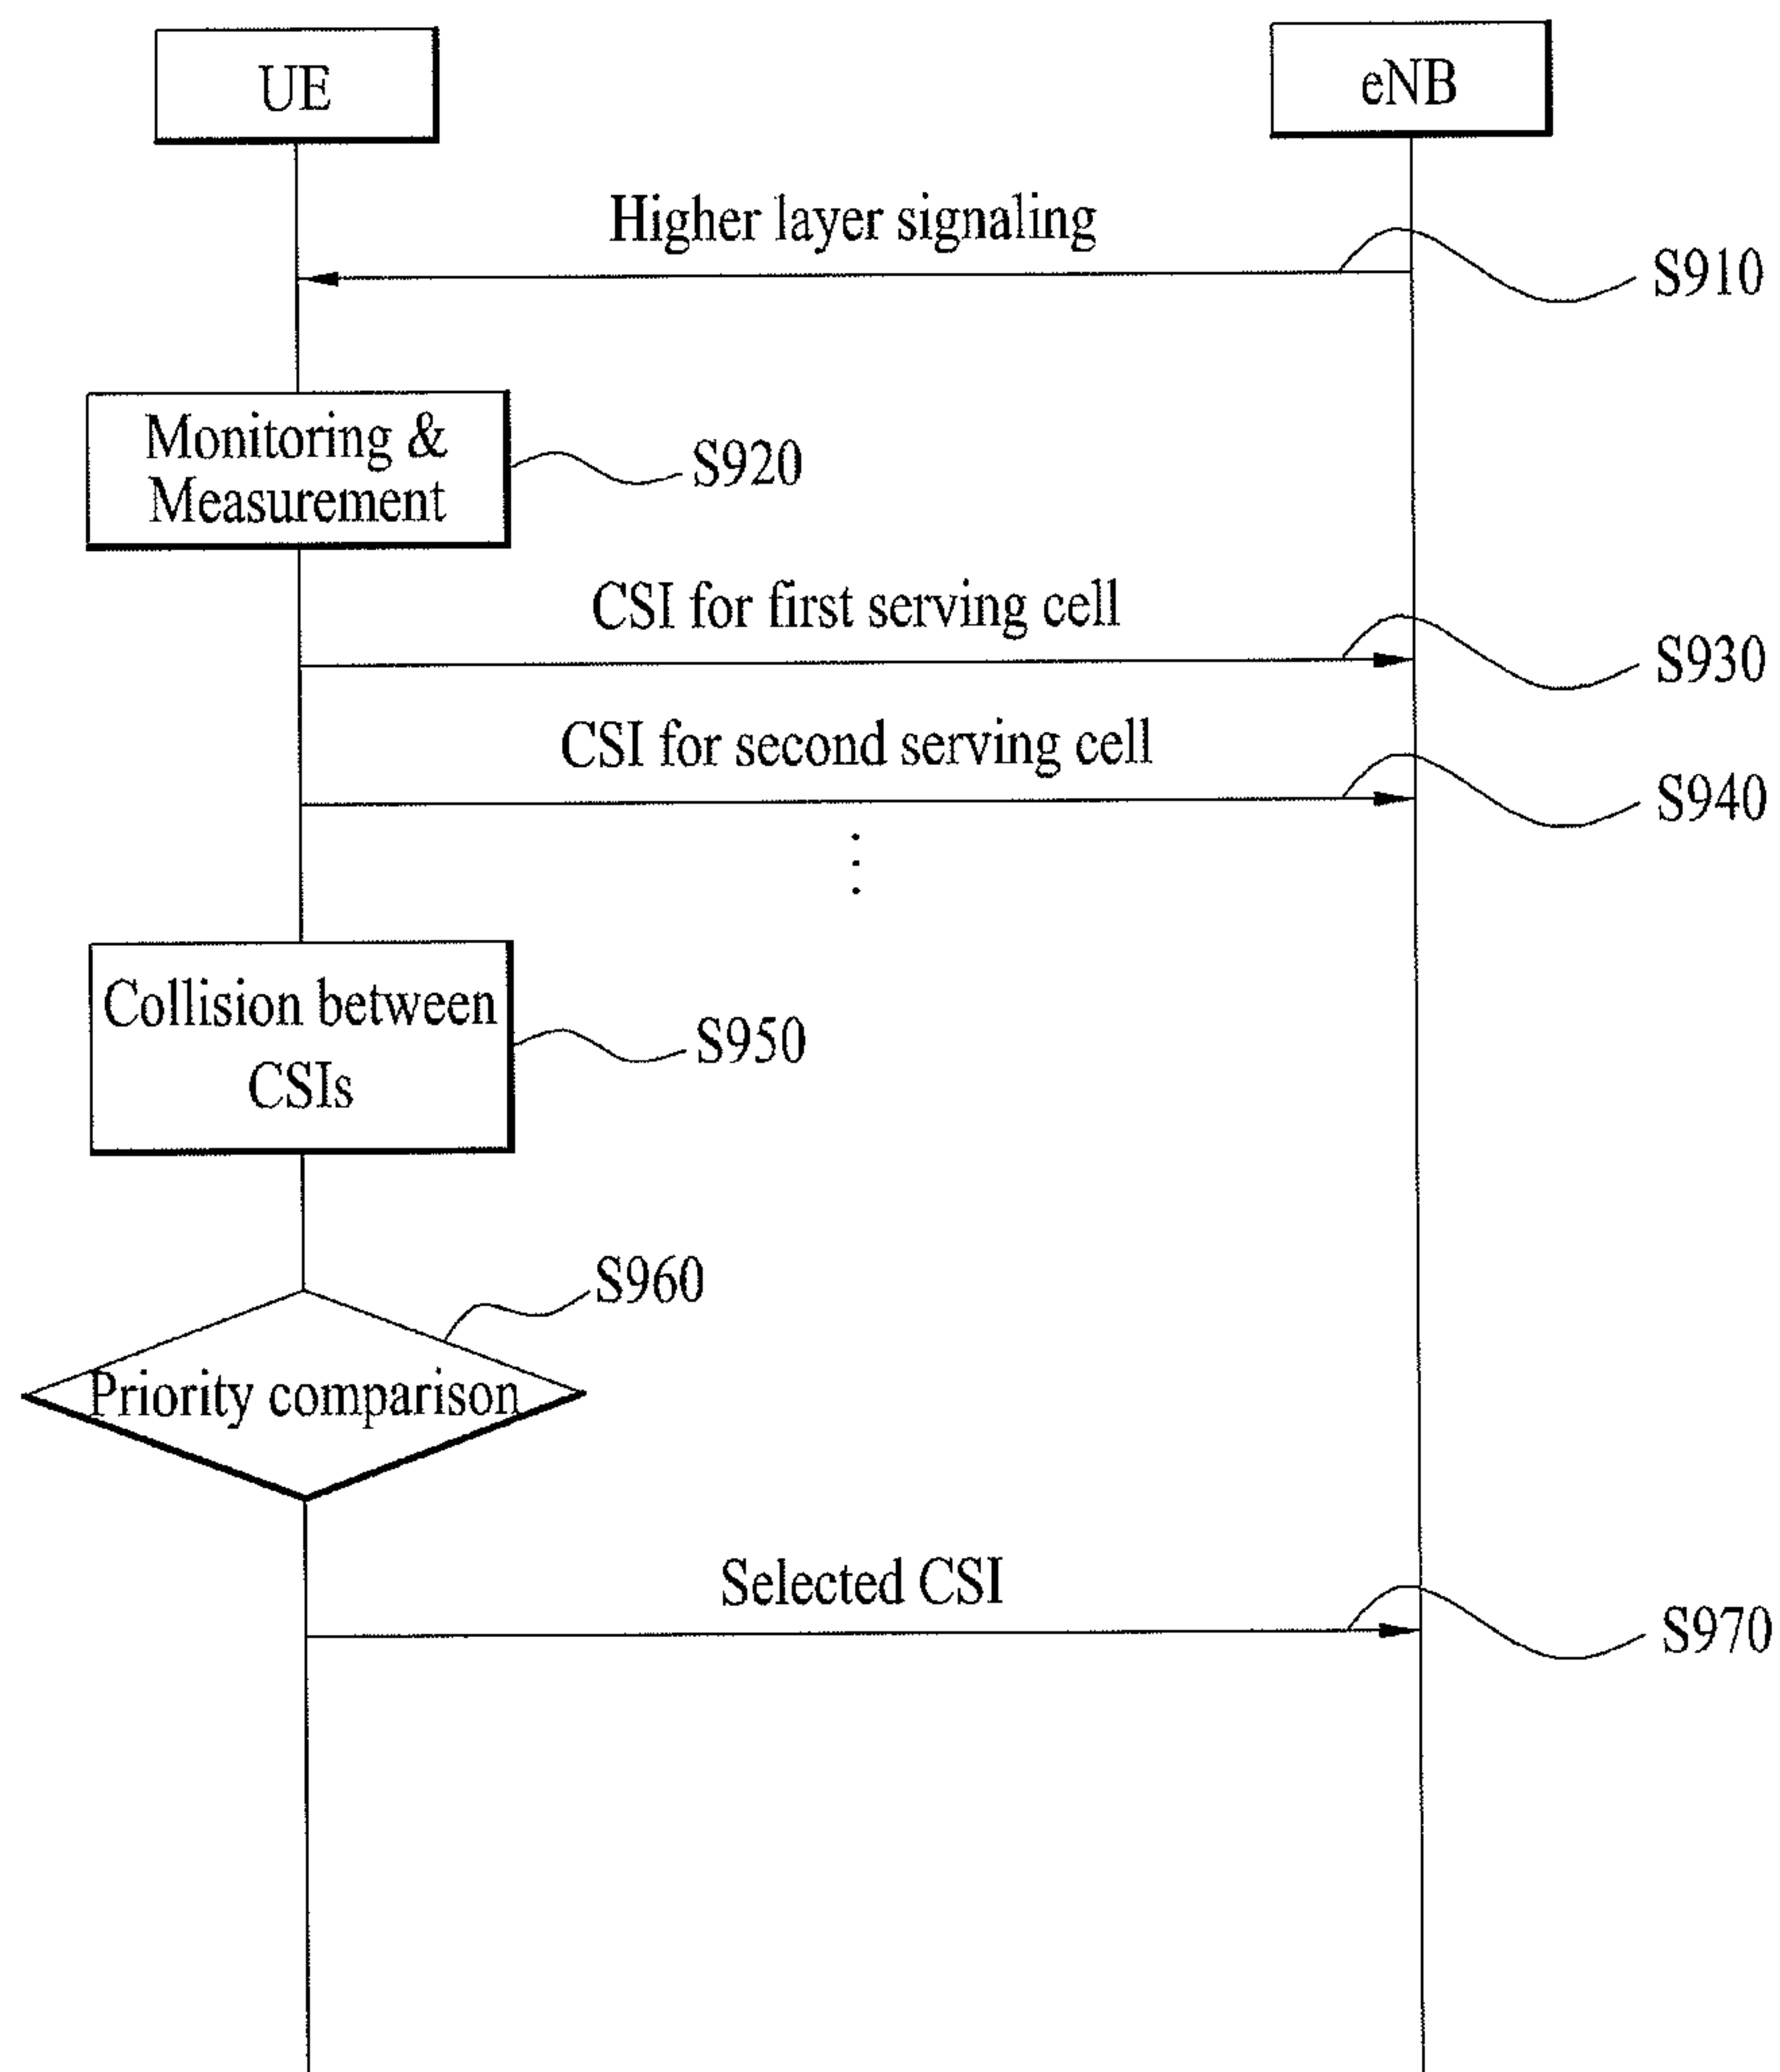 UE
eNB
Higher layer signaling
S910
Monitoring &
Measurement
S920
CSI for first serving cell
S930
CSI for second serving cell
S940
Collision between
CSIs
S950
S960
Priority comparison
Selected CSI
S970